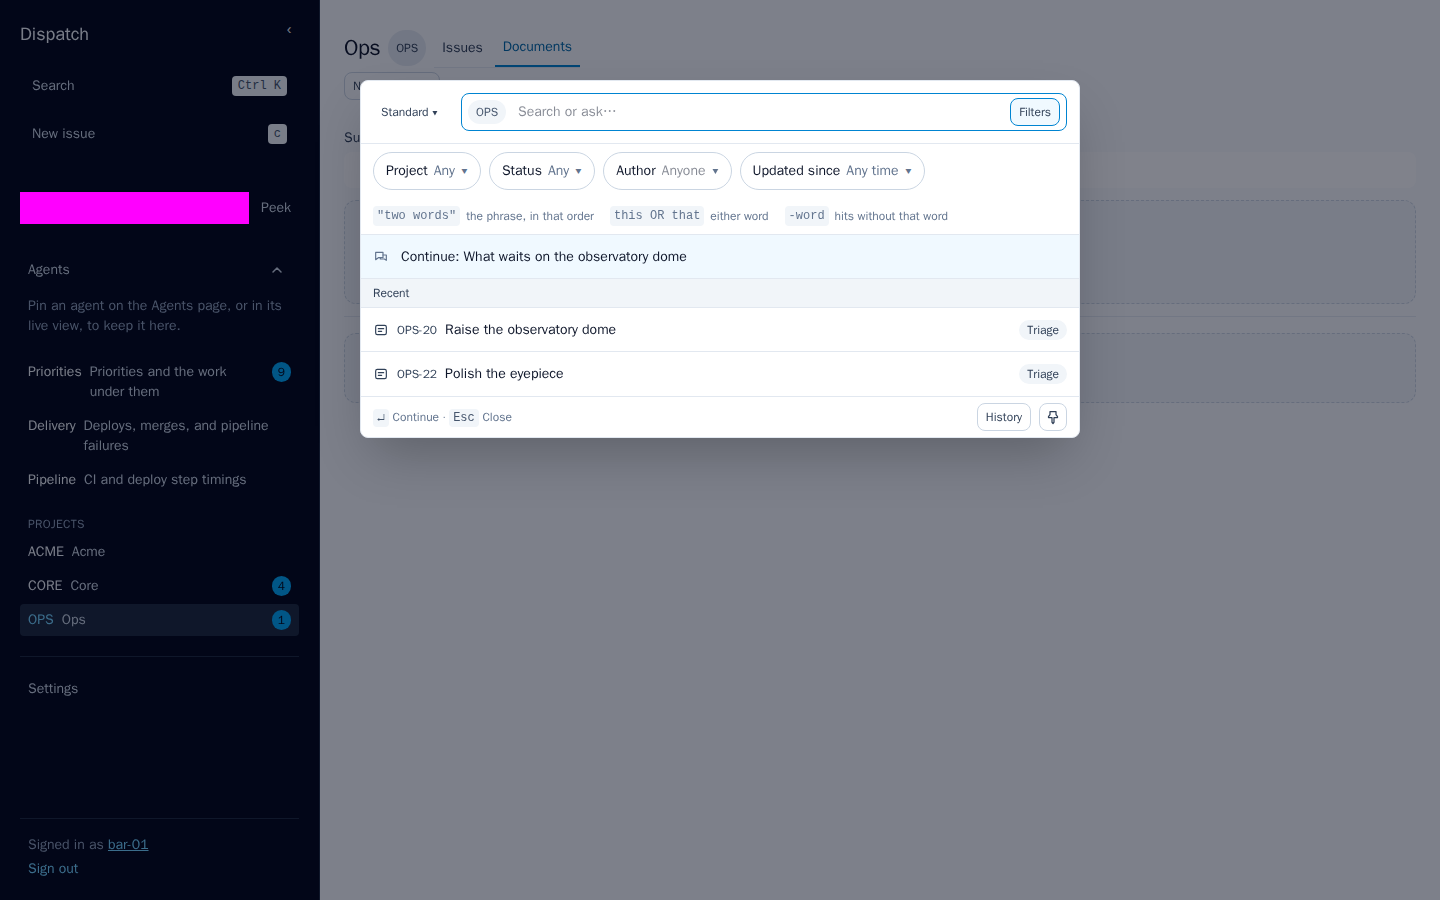 Dispatch
Search Ctrl K
New issue C
Peek
Agents
Pin an agent on the Agents page, or in its
live view, to keep it here.
Priorities Priorities and the work 9
under them
Delivery Deploys, merges, and pipeline
failures
Pipeline CI and deploy step timings
PROJECTS
ACME Acme
CORE Core 4
OPS Ops 1
Settings
Signed in as bar-01
Sign out
Ops OPS Issues Documents
Standard OPS Search or ask⋯ Filters
Project Any Status Any Author Anyone Updated since Any time
"two words" the phrase, in that order this OR that either word -word hits without that word
Continue: What waits on the observatory dome
Recent
OPS-20 Raise the observatory dome Triage
OPS-22 Polish the eyepiece Triage
↵ Continue · Esc Close History